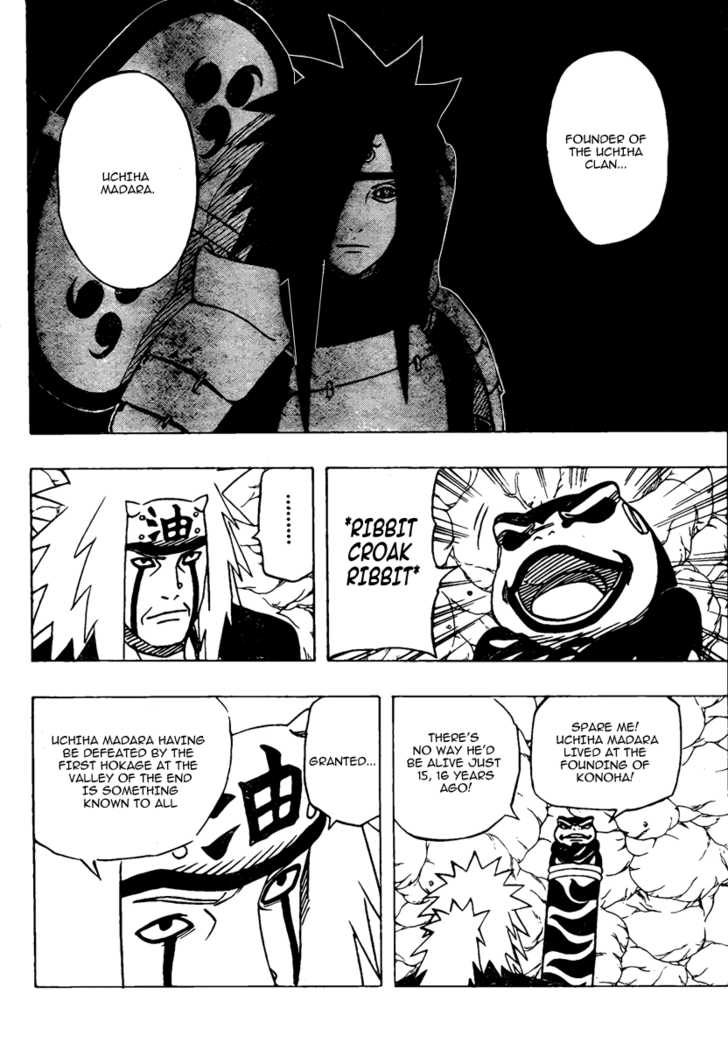 FOUNDER OF
THE UCHIHA
CLAN...
UCHIHA
MADARA.
*RIBBIT
CROAK
RIBBIT*
.........
油
SPARE ME!
UCHIHA MADARA
LIVED AT THE
FOUNDING OF
KONOHA!
THERE'S
NO WAY HE'D
BE ALIVE JUST
15, 16 YEARS
AGO!
GRANTED...
UCHIHA MADARA HAVING
BE DEFEATED BY THE
FIRST HOKAGE AT THE
VALLEY OF THE END
IS SOMETHING
KNOWN TO ALL
油